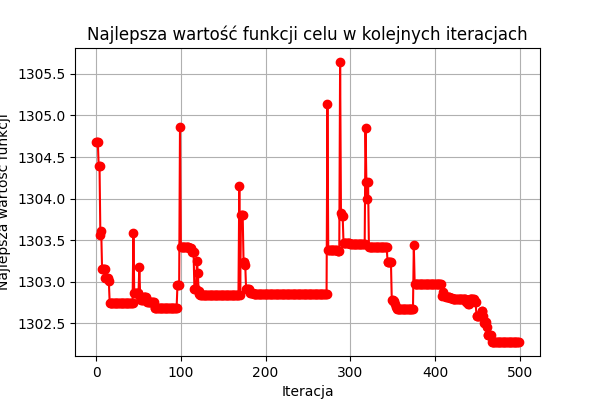 Najlepsza wartość funkcji celu w kolejnych iteracjach
Najlepsza wartość funkcji
1305.5
1305.0
1304.5
1304.0
1303.5
1303.0
1302.5
0 100 200 300 400 500
Iteracja